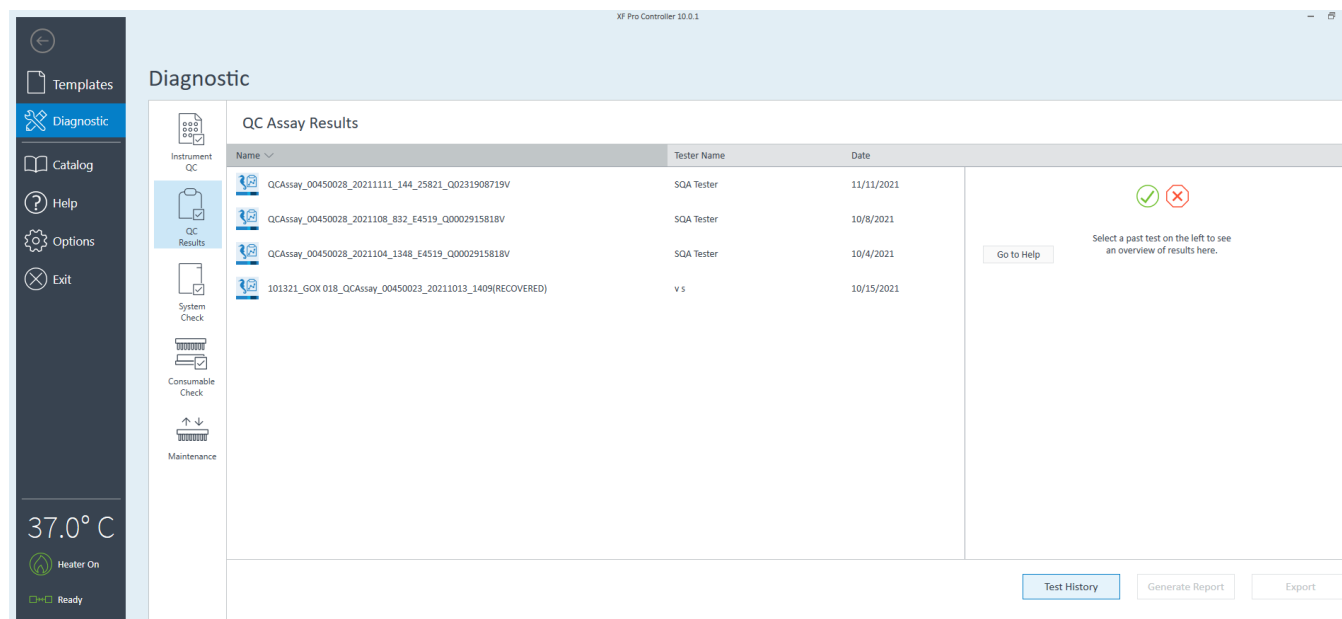 XF Pro Controller 10.0.1
Templates
Diagnostic
Catalog
Help
Options
Exit
37.0° C
Heater On
Ready
Diagnostic
Instrument
QC
QC
Results
System
Check
Consumable
Check
Maintenance
QC Assay Results
Name
Tester Name
Date
QCAssay_00450028_20211111_144_25821_Q0231908719V
SQA Tester
11/11/2021
QCAssay_00450028_2021108_832_E4519_Q0002915818V
SQA Tester
10/8/2021
QCAssay_00450028_2021104_1348_E4519_Q0002915818V
SQA Tester
10/4/2021
101321_GOX 018_QCAssay_00450023_20211013_1409(RECOVERED)
v s
10/15/2021
Go to Help
Select a past test on the left to see
an overview of results here.
Test History
Generate Report
Export